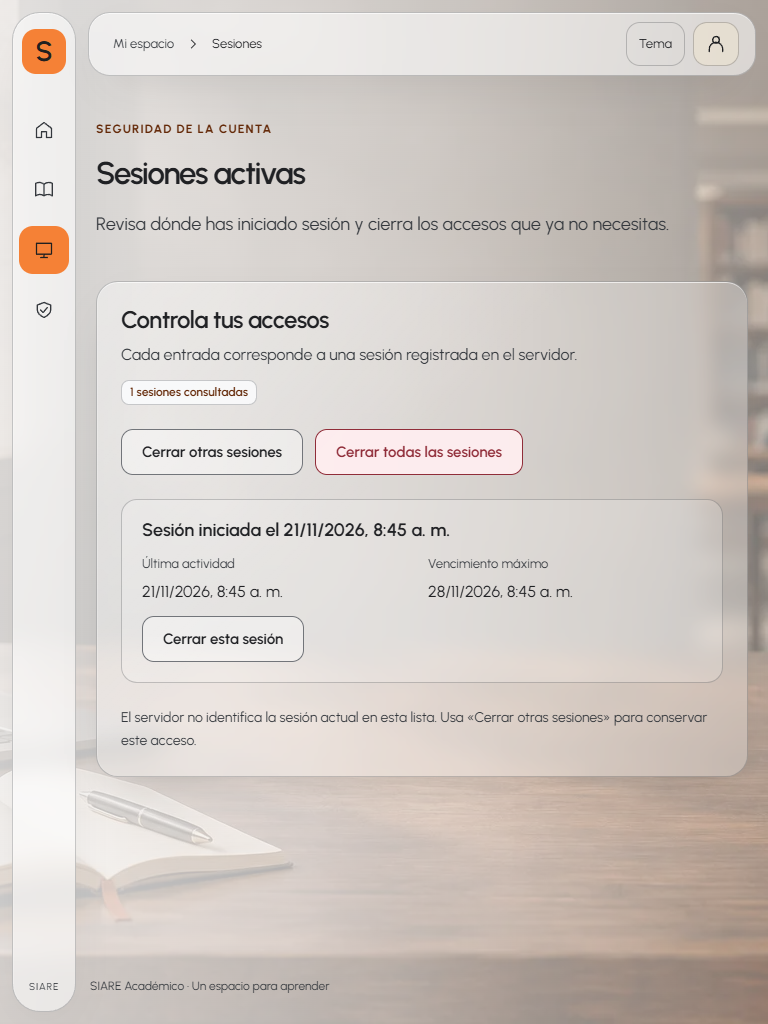 S
Mi espacio
Sesiones
Tema
SEGURIDAD DE LA CUENTA
Sesiones activas
Revisa dónde has iniciado sesión y cierra los accesos que ya no necesitas.
Controla tus accesos
Cada entrada corresponde a una sesión registrada en el servidor.
1 sesiones consultadas
Cerrar otras sesiones
Cerrar todas las sesiones
Sesión iniciada el 21/11/2026, 8:45 a. m.
Última actividad
Vencimiento máximo
21/11/2026, 8:45 a. m.
28/11/2026, 8:45 a. m.
Cerrar esta sesión
El servidor no identifica la sesión actual en esta lista. Usa «Cerrar otras sesiones» para conservar
este acceso.
SIARE
SIARE Académico · Un espacio para aprender